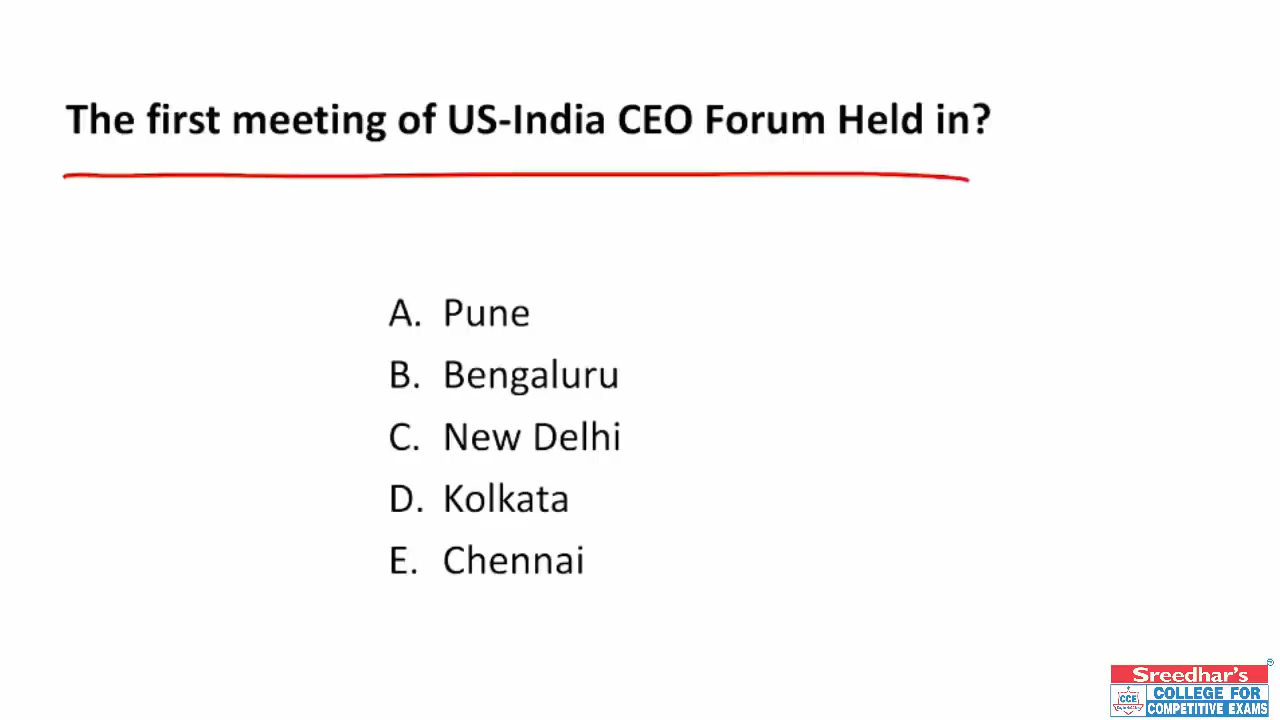 The first meeting of US-India CEO Forum Held in?
A. Pune
B. Bengaluru
C. New Delhi
D. Kolkata
E. Chennai
Sreedhar's
CCE
COLLEGE FOR
COMPETITIVE EXAMS